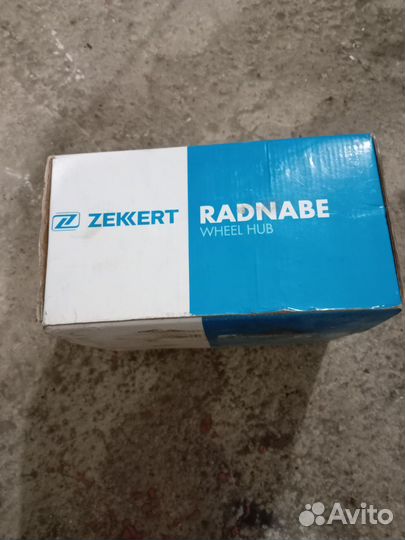 ZEKKERT
RADNABE
WHEEL HUB
Avito